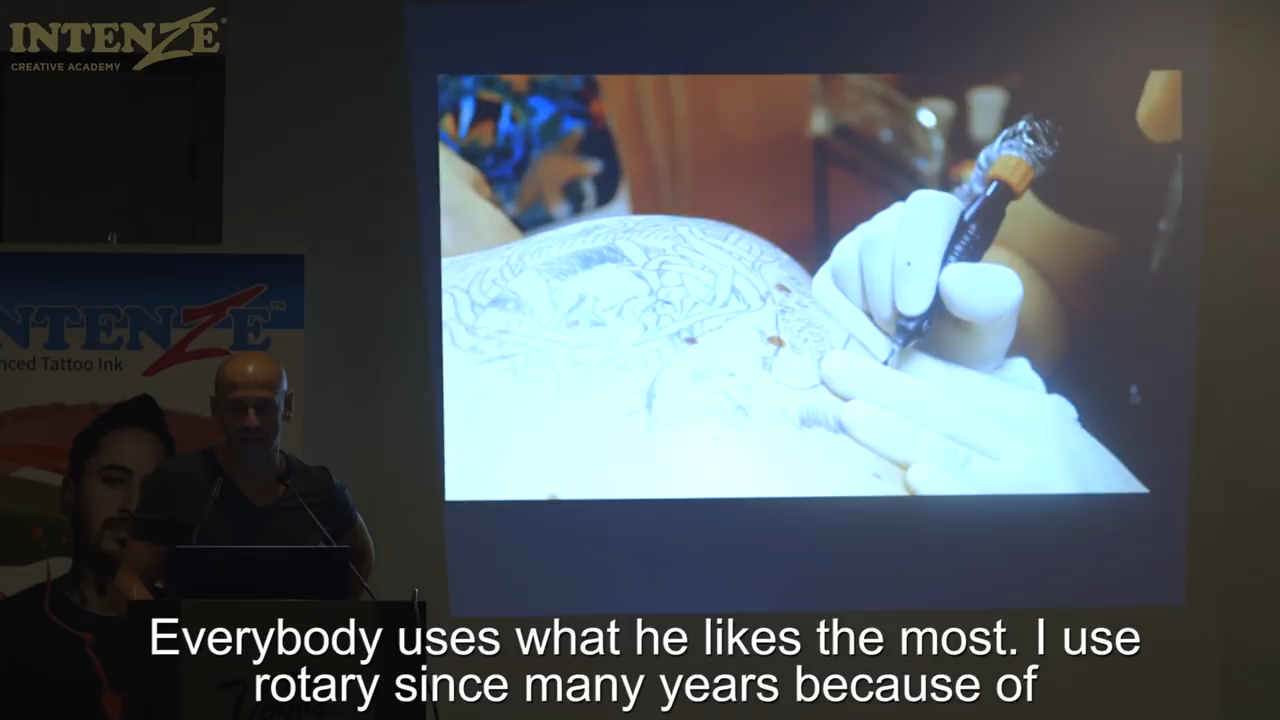 INTENZE
CREATIVE ACADEMY
NTENZE™
nced Tattoo Ink
Everybody uses what he likes the most. I use
rotary since many years because of